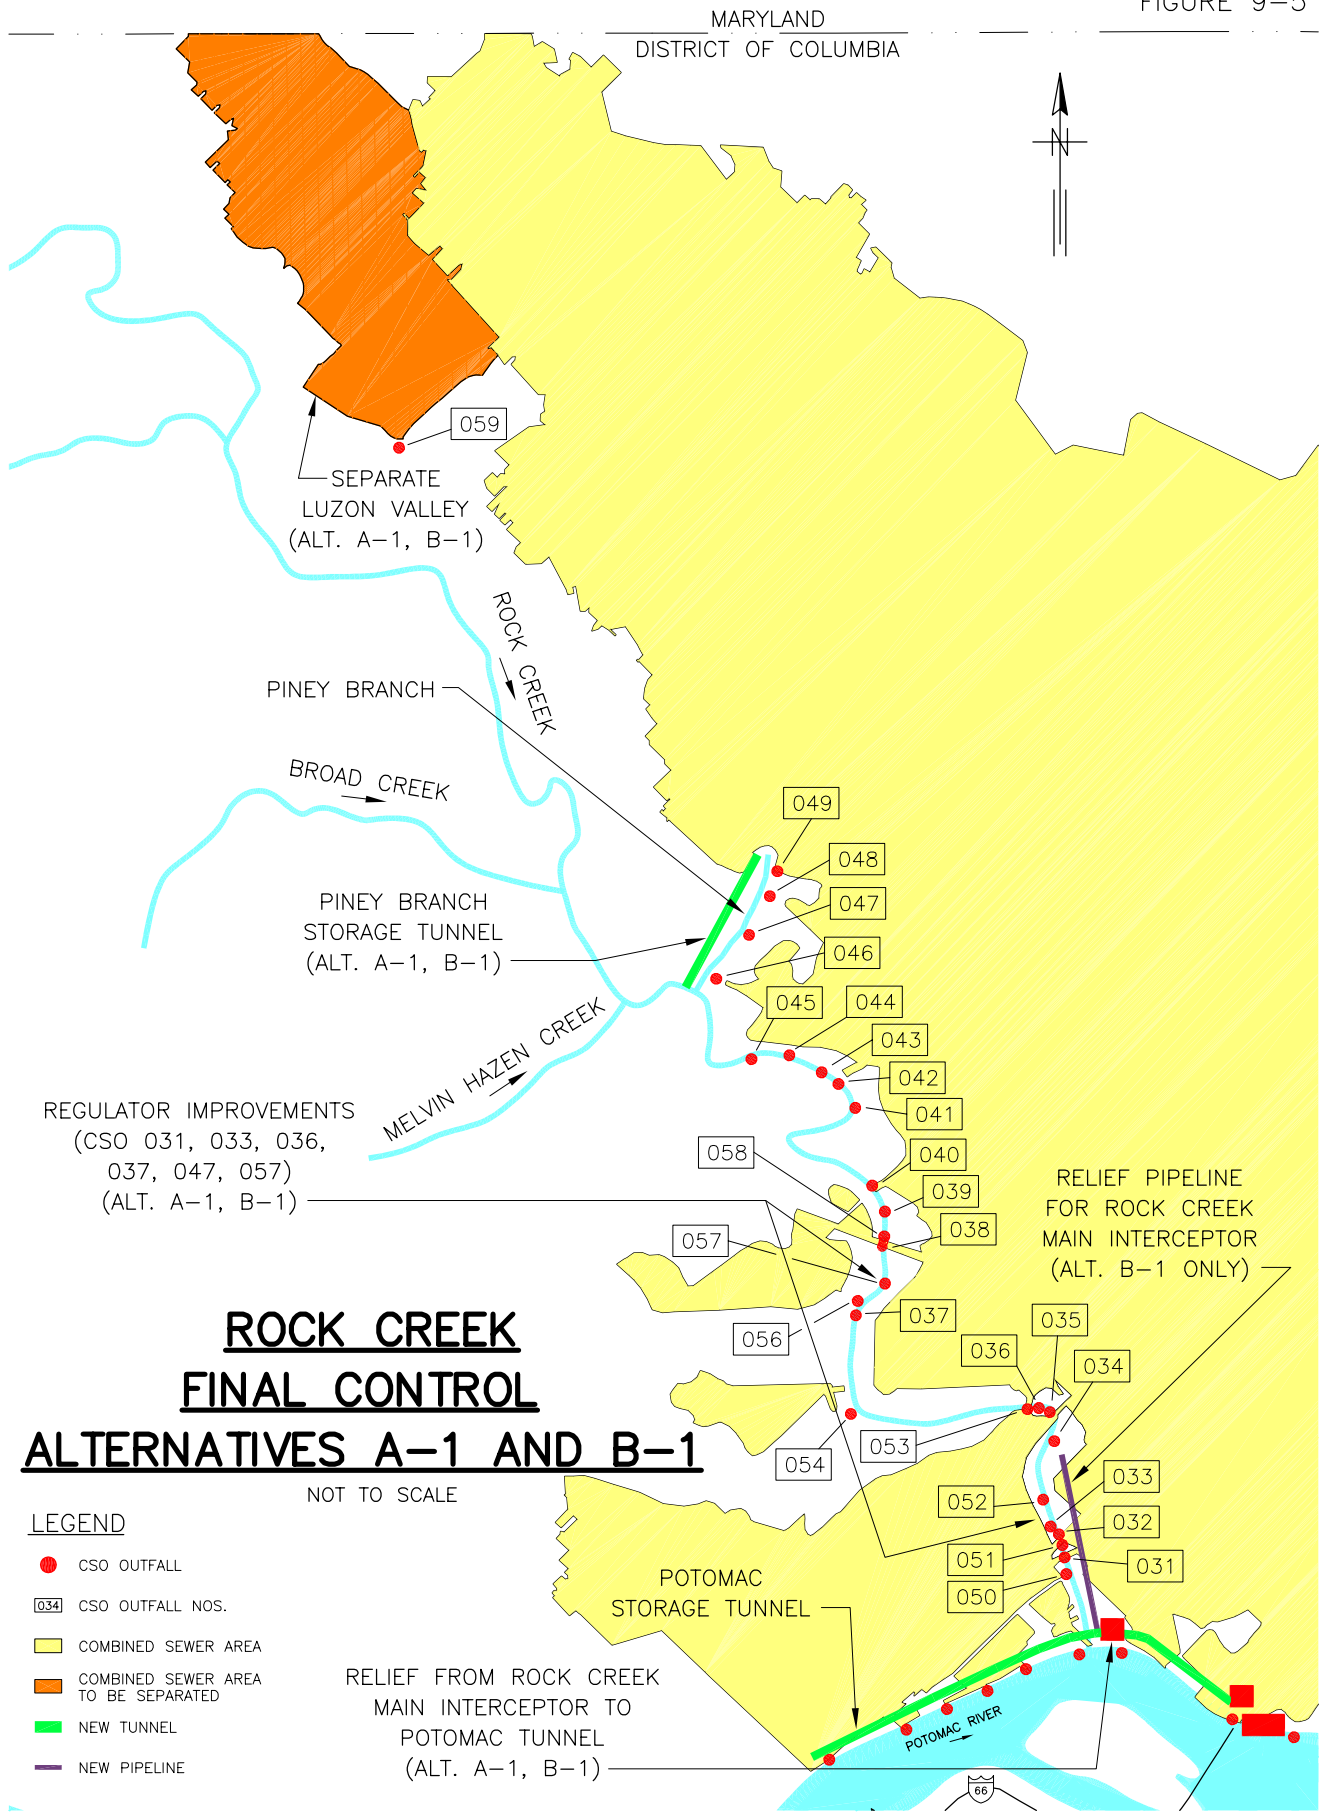 FIGURE 9-5
MARYLAND
DISTRICT OF COLUMBIA
N
059
SEPARATE
LUZON VALLEY
(ALT. A-1, B-1)
ROCK CREEK
PINEY BRANCH
BROAD CREEK
049
048
047
046
PINEY BRANCH
STORAGE TUNNEL
(ALT. A-1, B-1)
045
044
043
042
041
MELVIN HAZEN CREEK
REGULATOR IMPROVEMENTS
(CSO 031, 033, 036,
037, 047, 057)
(ALT. A-1, B-1)
058
040
039
038
057
RELIEF PIPELINE
FOR ROCK CREEK
MAIN INTERCEPTOR
(ALT. B-1 ONLY)
056
037
036
035
034
053
054
ROCK CREEK
FINAL CONTROL
ALTERNATIVES A-1 AND B-1
NOT TO SCALE
052
033
032
051
031
050
LEGEND
CSO OUTFALL
034 CSO OUTFALL NOS.
COMBINED SEWER AREA
COMBINED SEWER AREA
TO BE SEPARATED
NEW TUNNEL
NEW PIPELINE
POTOMAC
STORAGE TUNNEL
RELIEF FROM ROCK CREEK
MAIN INTERCEPTOR TO
POTOMAC TUNNEL
(ALT. A-1, B-1)
POTOMAC RIVER
66